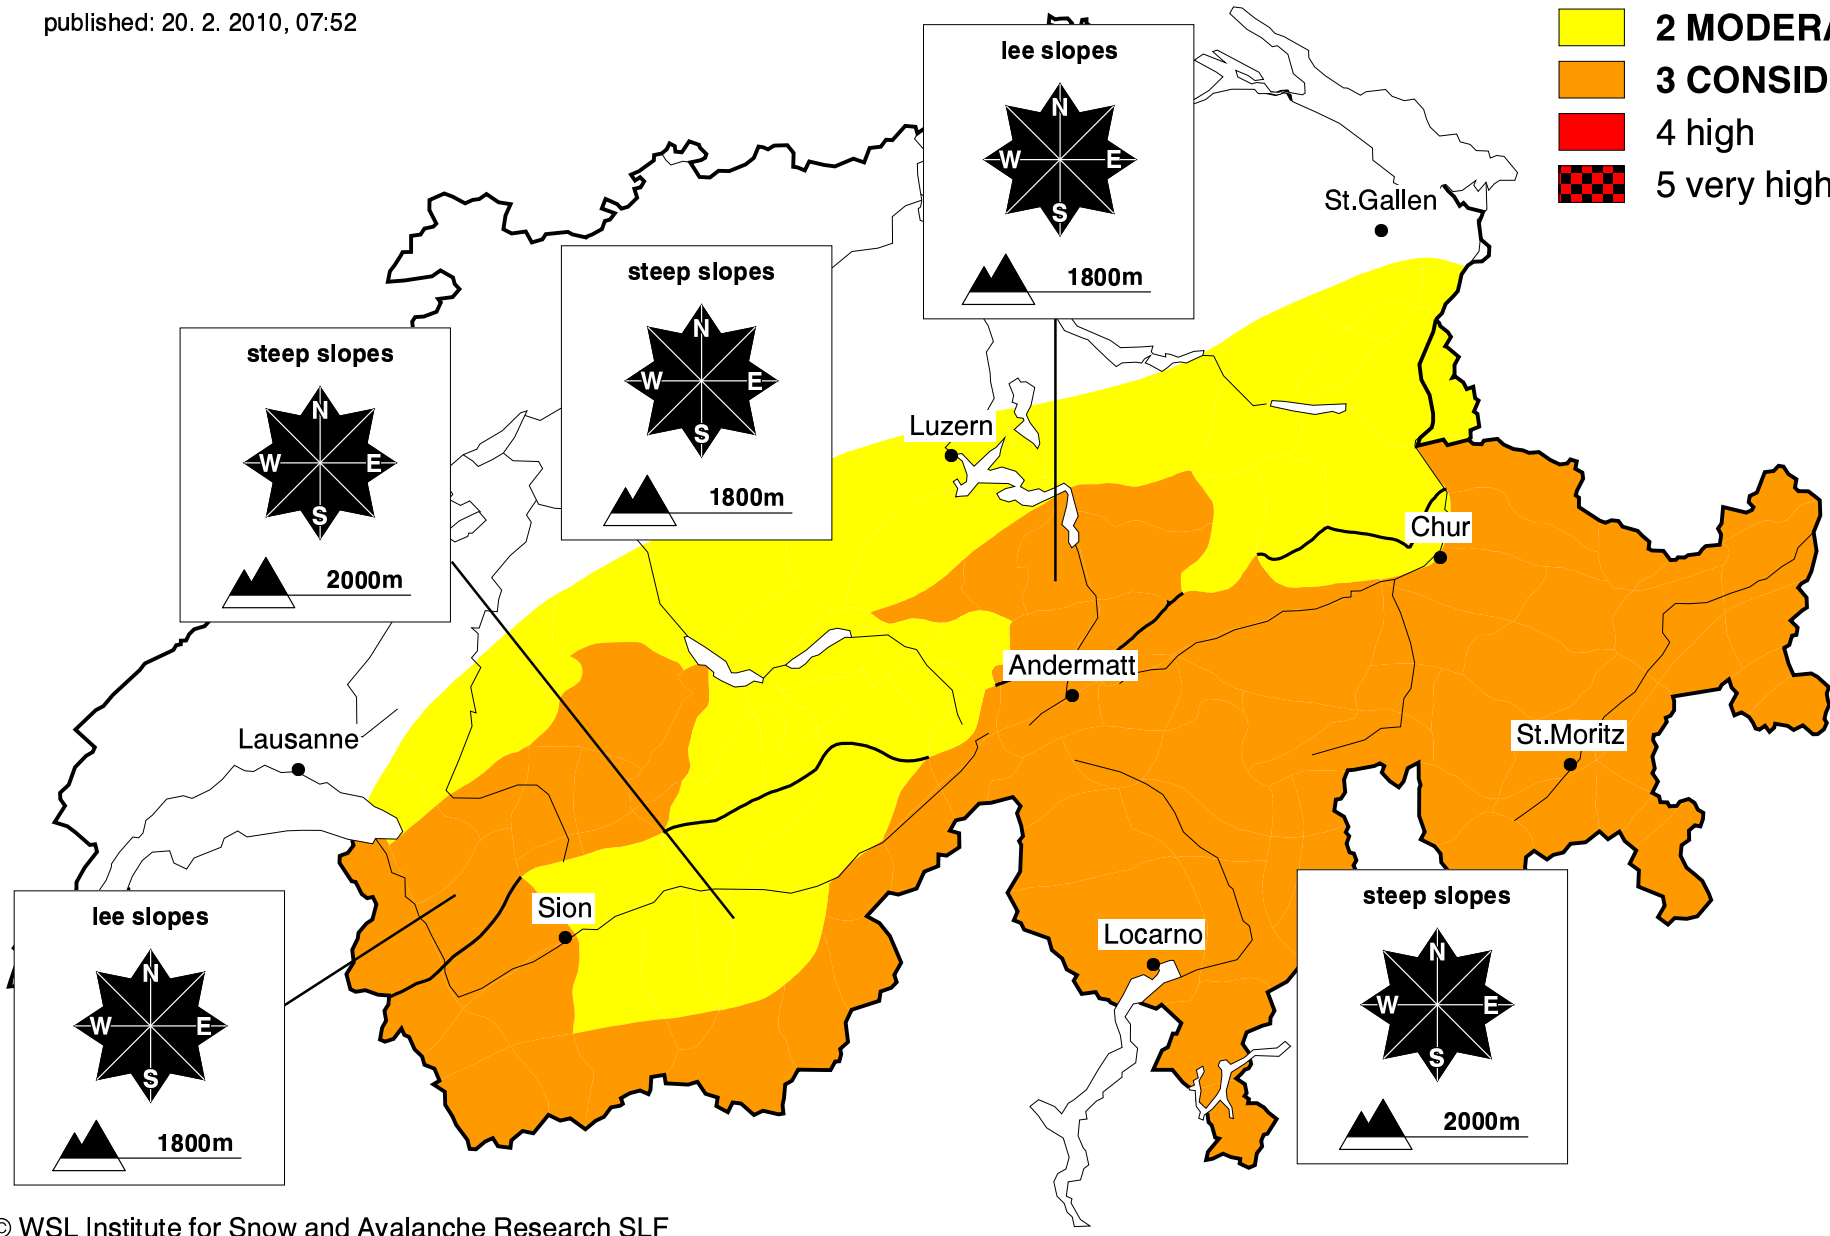 published: 20. 2. 2010, 07:52
2 MODERA
3 CONSID
4 high
5 very high
lee slopes
N
W E
S
1800m
St.Gallen
steep slopes
N
W E
S
1800m
steep slopes
N
W E
S
2000m
Luzern
Chur
Andermatt
Lausanne
St.Moritz
Sion
Locarno
lee slopes
N
W E
S
1800m
steep slopes
N
W E
S
2000m
© WSL Institute for Snow and Avalanche Research SLF